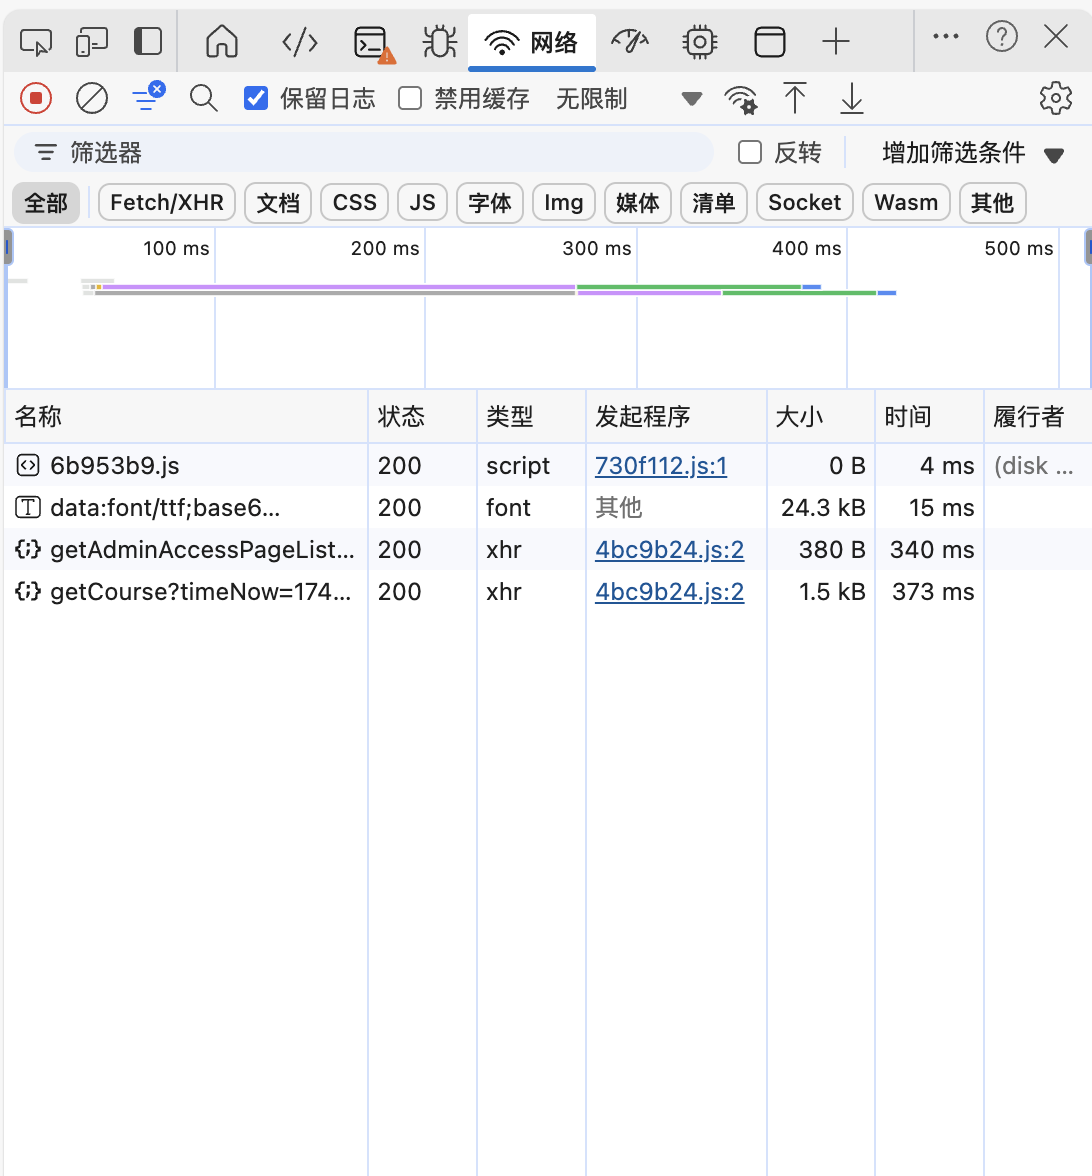 网络
保留日志 禁用缓存 无限制
筛选器 反转 增加筛选条件
全部 Fetch/XHR 文档 CSS JS 字体 Img 媒体 清单 Socket Wasm 其他
100 ms 200 ms 300 ms 400 ms 500 ms
名称 状态 类型 发起程序 大小 时间 履行者
6b953b9.js 200 script 730f112.js:1 0 B 4 ms (disk ...
data:font/ttf;base6... 200 font 其他 24.3 kB 15 ms
getAdminAccessPageList... 200 xhr 4bc9b24.js:2 380 B 340 ms
getCourse?timeNow=174... 200 xhr 4bc9b24.js:2 1.5 kB 373 ms